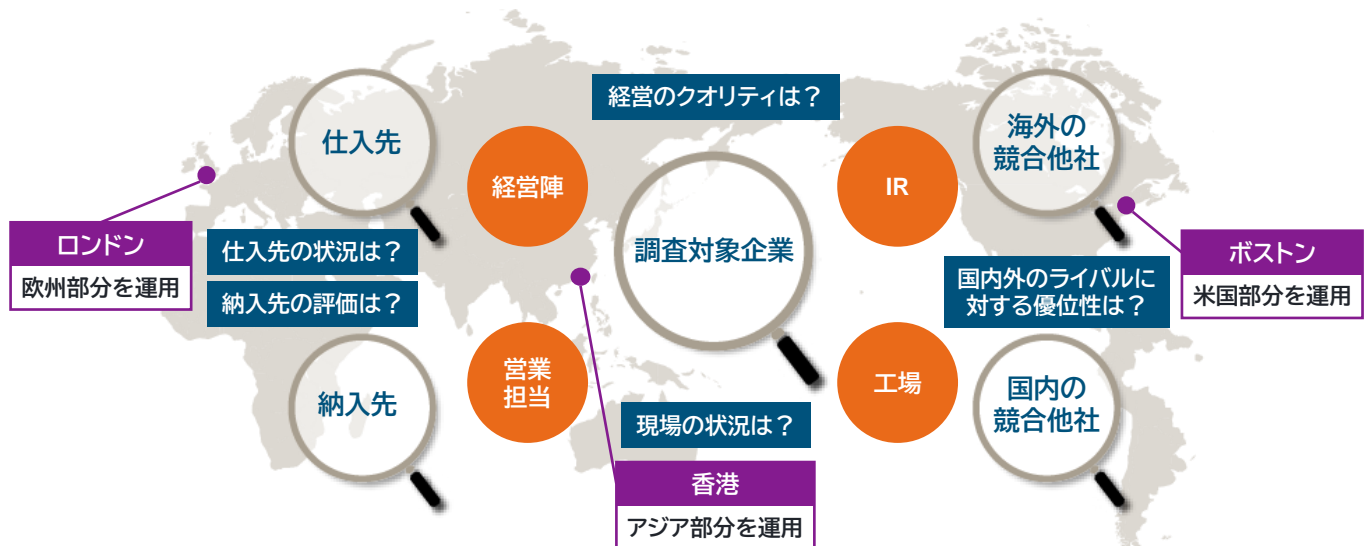 経営のクオリティは？
仕入先
経営陣
IR
海外の
競合他社
ロンドン
欧州部分を運用
仕入先の状況は？
納入先の評価は？
調査対象企業
国内外のライバルに
対する優位性は？
ボストン
米国部分を運用
納入先
営業
担当
工場
国内の
競合他社
現場の状況は？
香港
アジア部分を運用